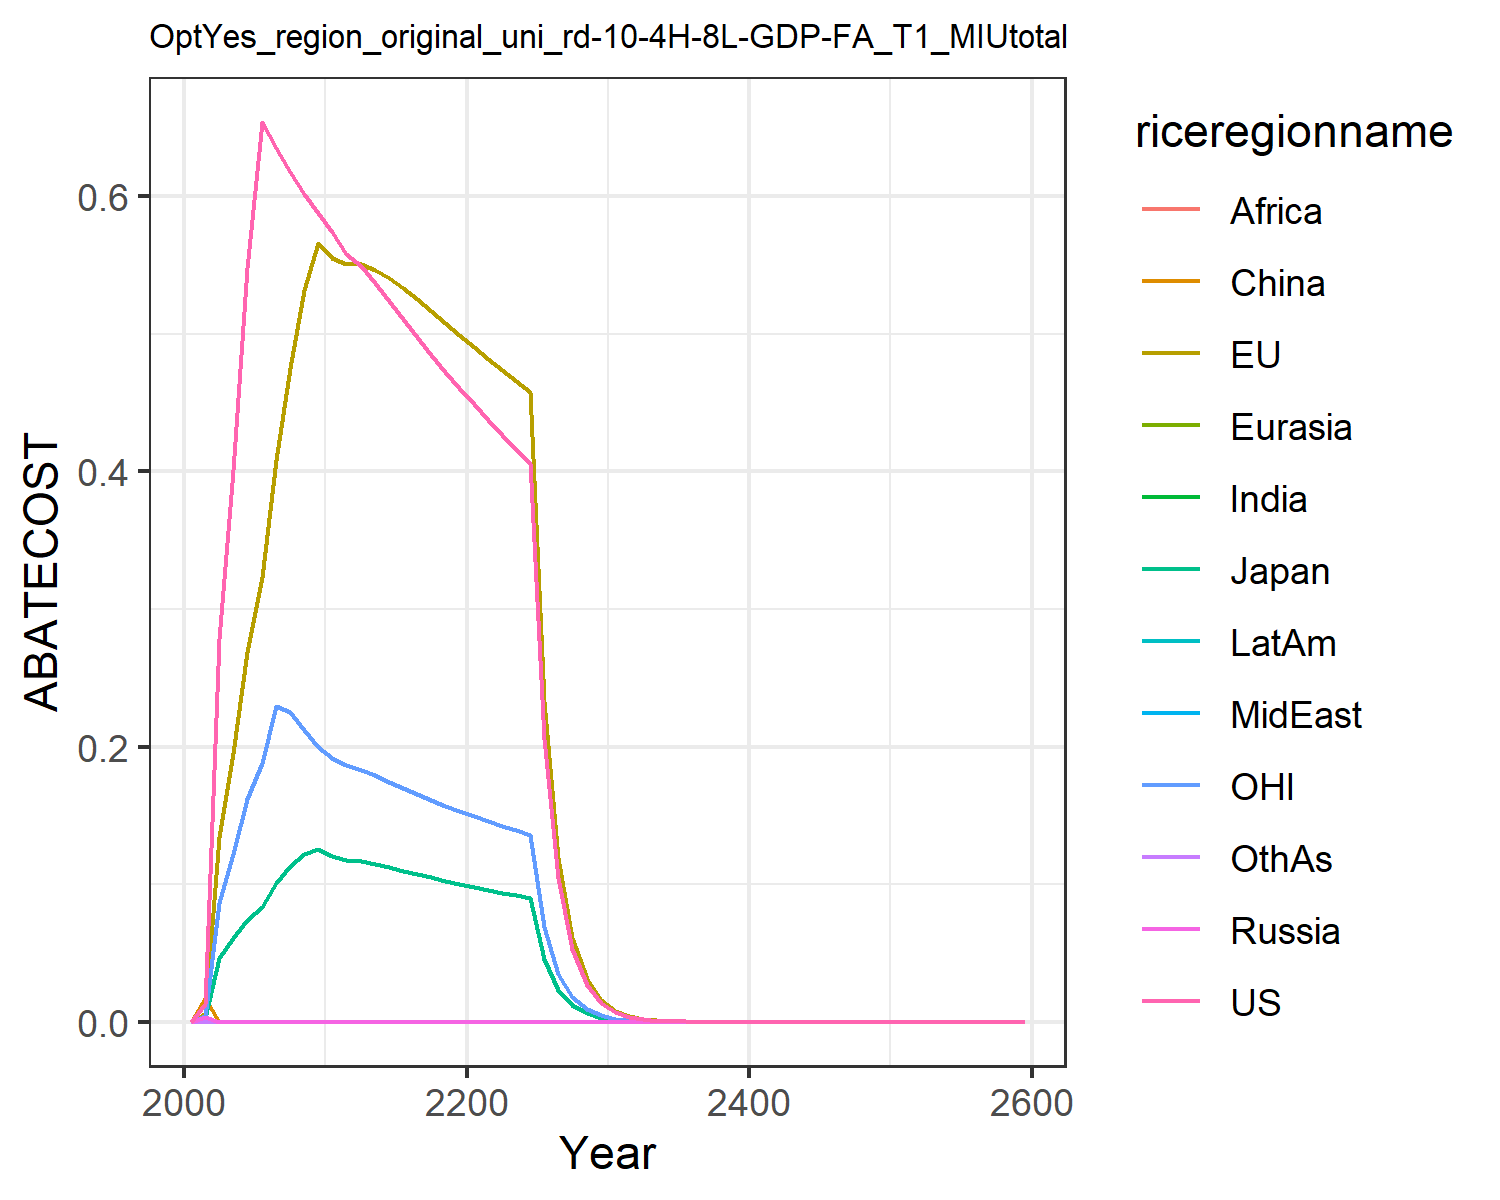 OptYes_region_original_uni_rd-10-4H-8L-GDP-FA_T1_MIUtotal
riceregionname
Africa
China
EU
Eurasia
India
Japan
LatAm
MidEast
OHI
OthAs
Russia
US
ABATECOST
0.6
0.4
0.2
0.0
2000
2200
2400
2600
Year